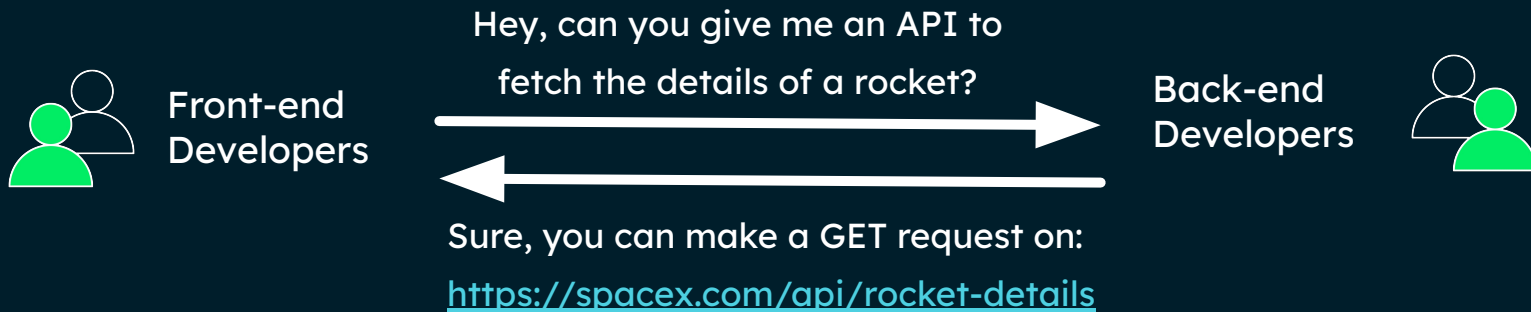 Hey, can you give me an API to
fetch the details of a rocket?
Front-end
Developers
Back-end
Developers
Sure, you can make a GET request on:
https://spacex.com/api/rocket-details